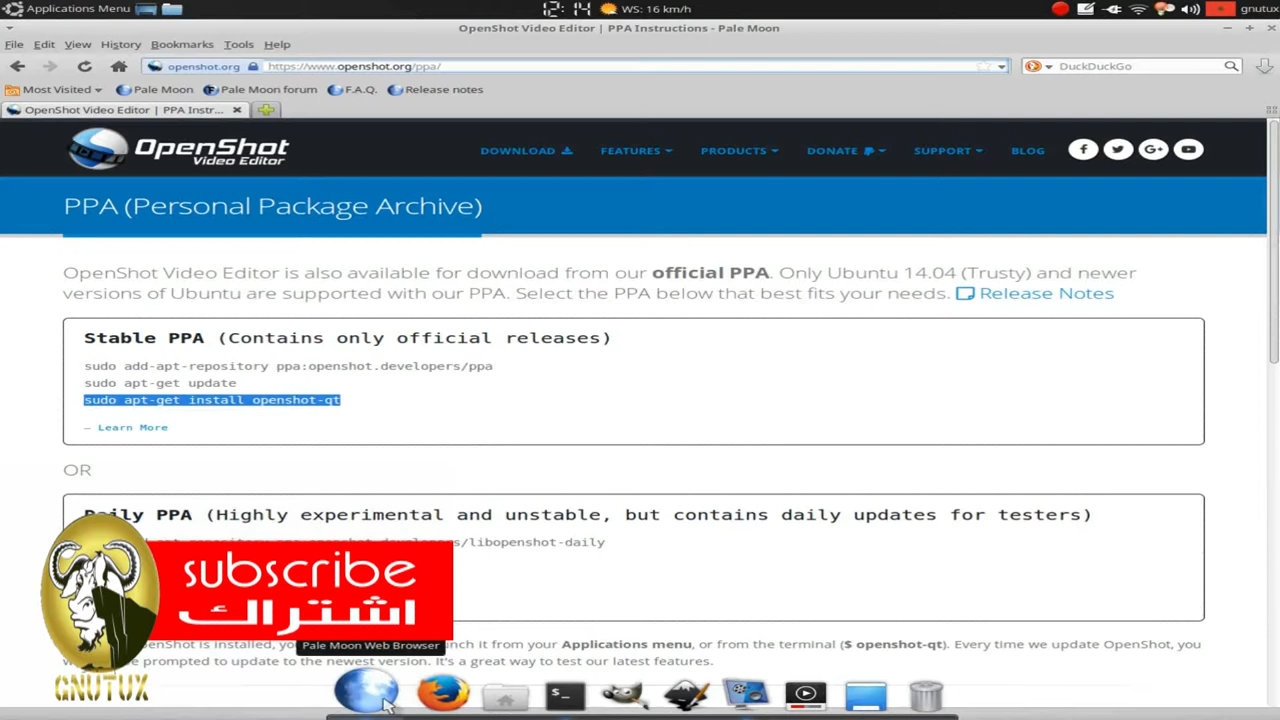 Applications Menu
12:14
WS: 16 km/h
gnutux
OpenShot Video Editor | PPA Instructions - Pale Moon
File Edit View History Bookmarks Tools Help
openshot.org
https://www.openshot.org/ppa/
DuckDuckGo
Most Visited
Pale Moon
Pale Moon forum
F.A.Q.
Release notes
OpenShot Video Editor | PPA Instr...
OpenShot
Video Editor
DOWNLOAD FEATURES PRODUCTS DONATE SUPPORT BLOG
PPA (Personal Package Archive)
OpenShot Video Editor is also available for download from our official PPA. Only Ubuntu 14.04 (Trusty) and newer
versions of Ubuntu are supported with our PPA. Select the PPA below that best fits your needs. Release Notes
Stable PPA (Contains only official releases)
sudo add-apt-repository ppa:openshot.developers/ppa
sudo apt-get update
sudo apt-get install openshot-qt
– Learn More
OR
Daily PPA (Highly experimental and unstable, but contains daily updates for testers)
/libopenshot-daily
subscribe
اشتراك
GNUTUX
OpenShot is installed, from your Applications menu, or from the terminal ($ openshot-qt). Every time we update OpenShot, you
Pale Moon Web Browser
be prompted to update to the newest version. It's a great way to test our latest features.